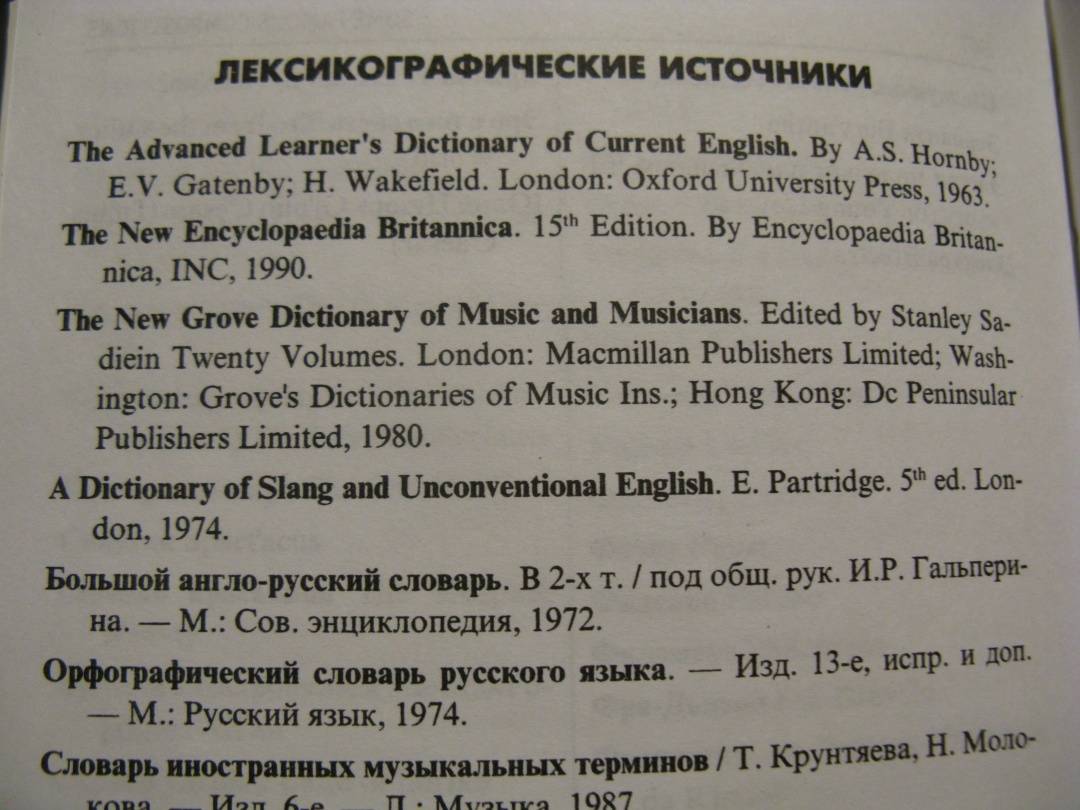 ЛЕКСИКОГРАФИЧЕСКИЕ ИСТОЧНИКИ
The Advanced Learner's Dictionary of Current English. By A.S. Hornby;
E.V. Gatenby; H. Wakefield. London: Oxford University Press, 1963.
The New Encyclopaedia Britannica. 15th Edition. By Encyclopaedia Britan-
nica, INC, 1990.
The New Grove Dictionary of Music and Musicians. Edited by Stanley Sa-
diein Twenty Volumes. London: Macmillan Publishers Limited; Wash-
ington: Grove's Dictionaries of Music Ins.; Hong Kong: Dc Peninsular
Publishers Limited, 1980.
A Dictionary of Slang and Unconventional English. E. Partridge. 5th ed. Lon-
don, 1974.
Большой англо-русский словарь. В 2-х т. / под общ. рук. И.Р. Гальпери-
на. — М.: Сов. энциклопедия, 1972.
Орфографический словарь русского языка. — Изд. 13-е, испр. и доп.
— М.: Русский язык, 1974.
Словарь иностранных музыкальных терминов / Т. Крунтяева, Н. Моло-
кова. — Изд. 6-е. — Л.: Музыка, 1987